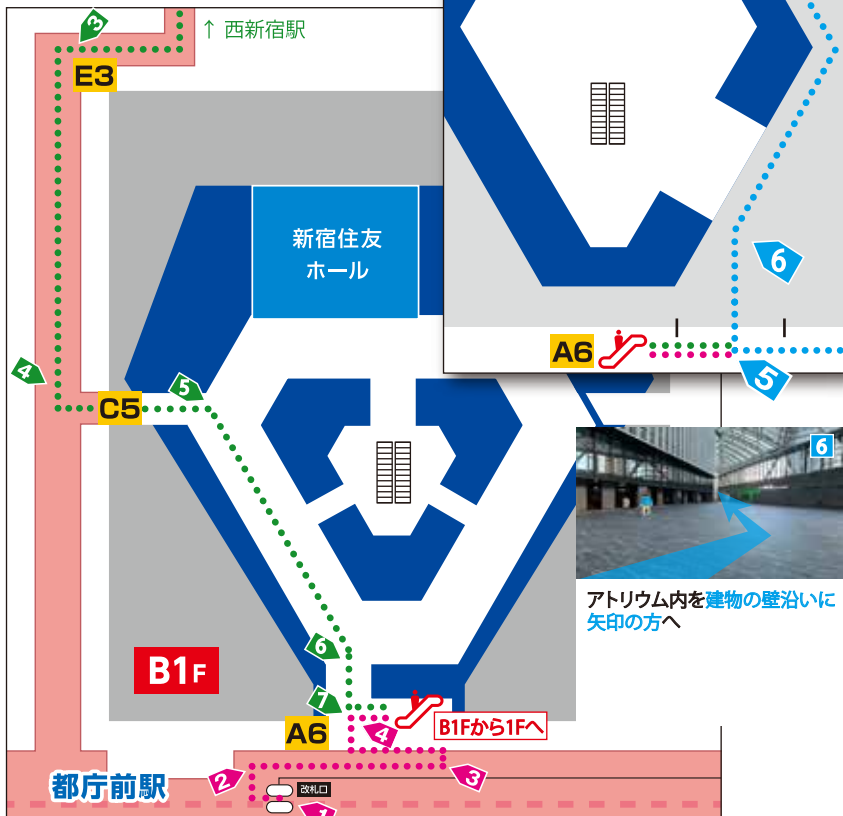 3
↑ 西新宿駅
E3
新宿住友
ホール
6
A6
5
4
5
C5
6
アトリウム内を建物の壁沿いに
矢印の方へ
6
B1F
7
A6
4
B1Fから1Fへ
都庁前駅
2
改札口
3
1